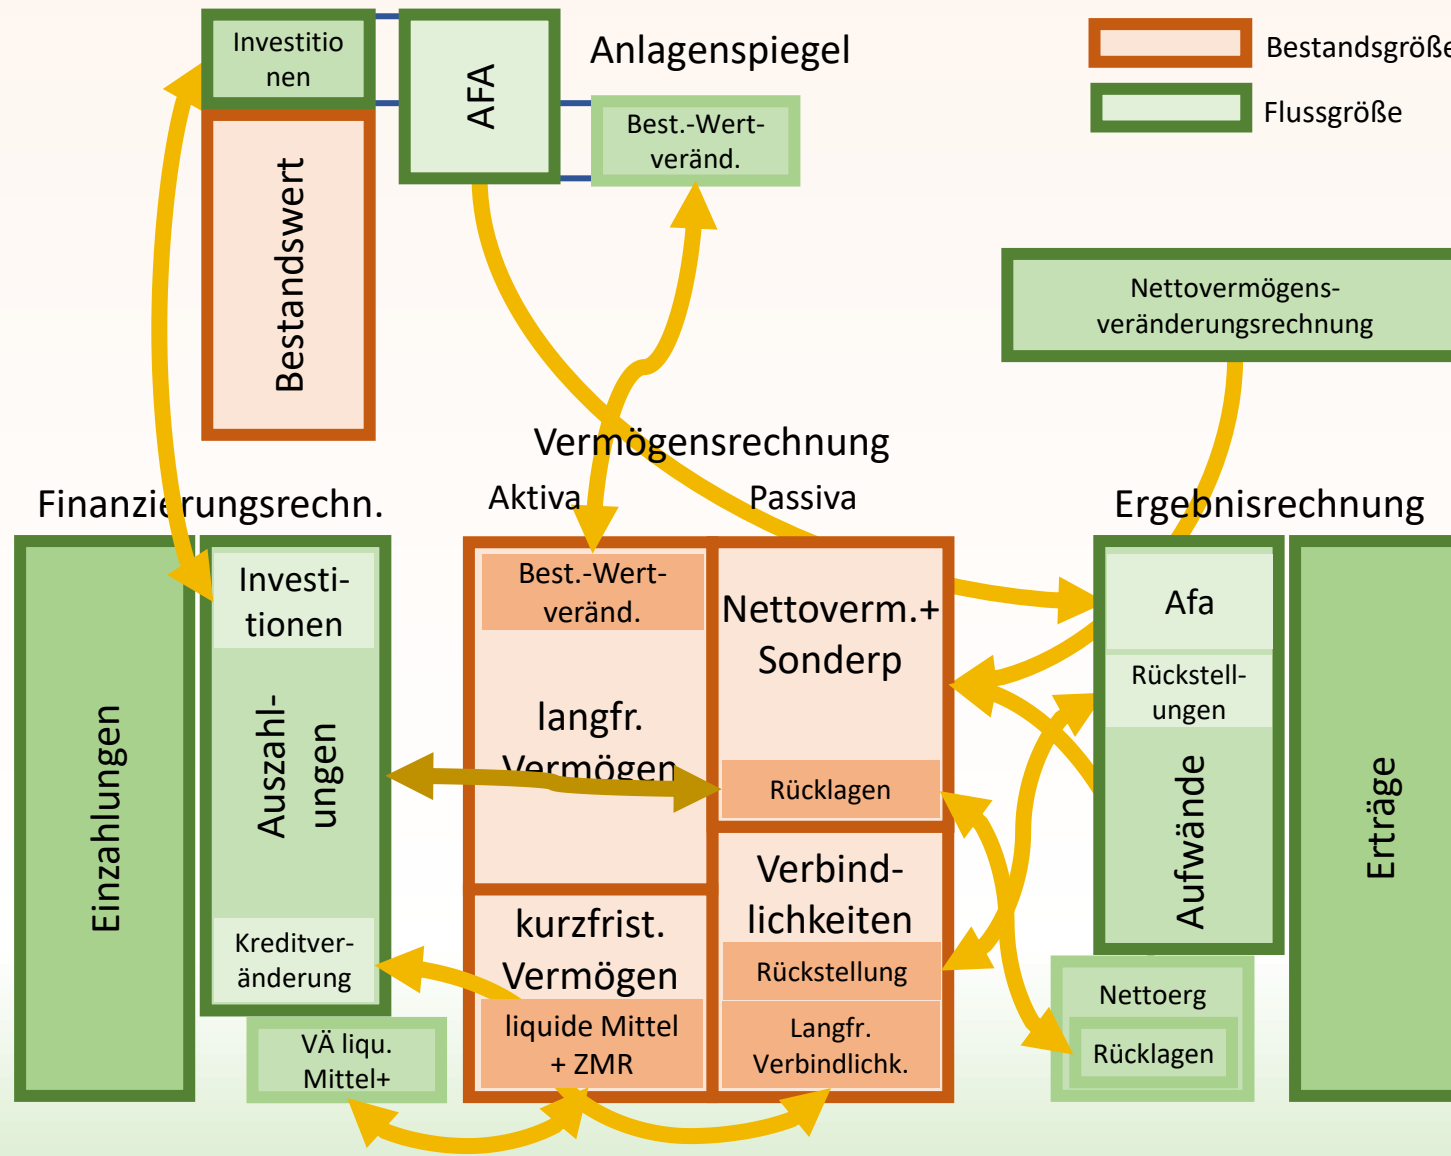 Investitio
nen
AFA
Anlagenspiegel
Best.-Wert-
veränd.
Bestandsgröße
Flussgröße
Bestandswert
Nettovermögens-
veränderungsrechnung
Vermögensrechnung
Aktiva
Passiva
Finanzierungsrechn.
Ergebnisrechnung
Einzahlungen
Investi-
tionen
Auszahl-
ungen
Kreditver-
änderung
VÄ liqu.
Mittel+
Best.-Wert-
veränd.
langfr.
Vermögen
kurzfrist.
Vermögen
liquide Mittel
+ ZMR
Nettoverm.+
Sonderp
Rücklagen
Verbind-
lichkeiten
Rückstellung
Langfr.
Verbindlichk.
Afa
Rückstell-
ungen
Aufwände
Nettoerg
Rücklagen
Erträge